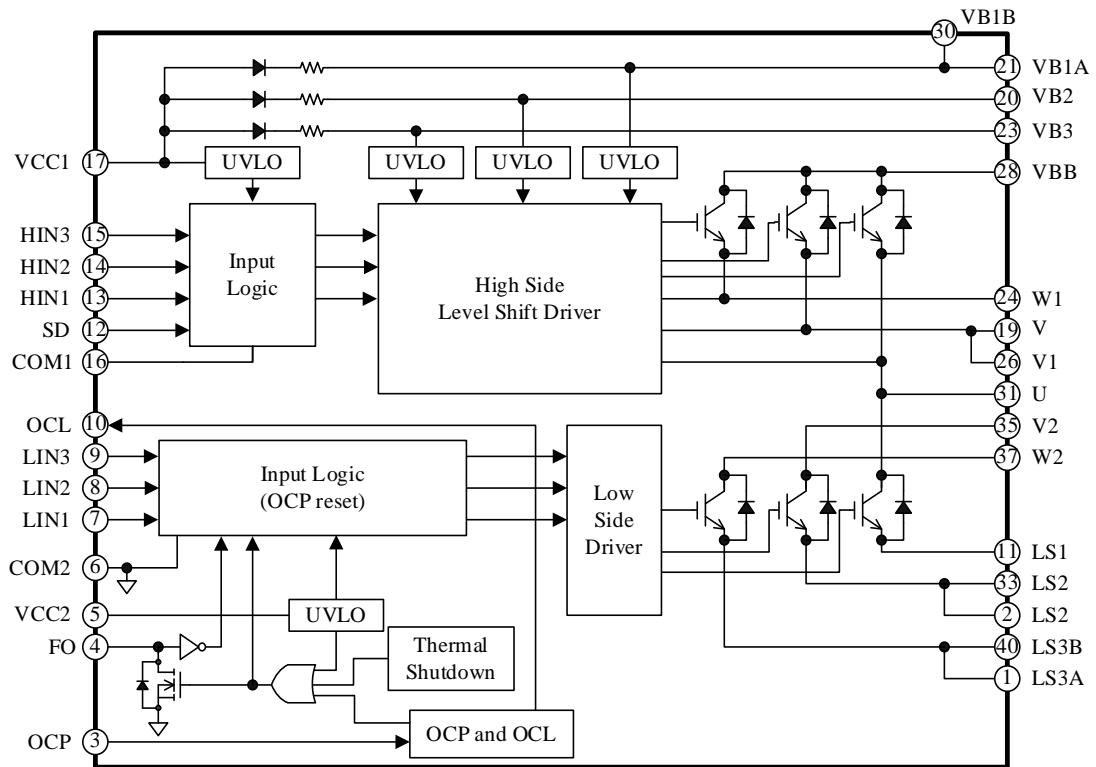 VB1B
30
21 VB1A
20 VB2
23 VB3
VCC1 17
UVLO
UVLO
UVLO
UVLO
28 VBB
HIN3 15
HIN2 14
HIN1 13
SD 12
COM1 16
Input
Logic
High Side
Level Shift Driver
24 W1
19 V
26 V1
31 U
35 V2
37 W2
OCL 10
LIN3 9
LIN2 8
LIN1 7
COM2 6
VCC2 5
FO 4
OCP 3
Input Logic
(OCP reset)
Low
Side
Driver
UVLO
Thermal
Shutdown
OCP and OCL
11 LS1
33 LS2
2 LS2
40 LS3B
1 LS3A